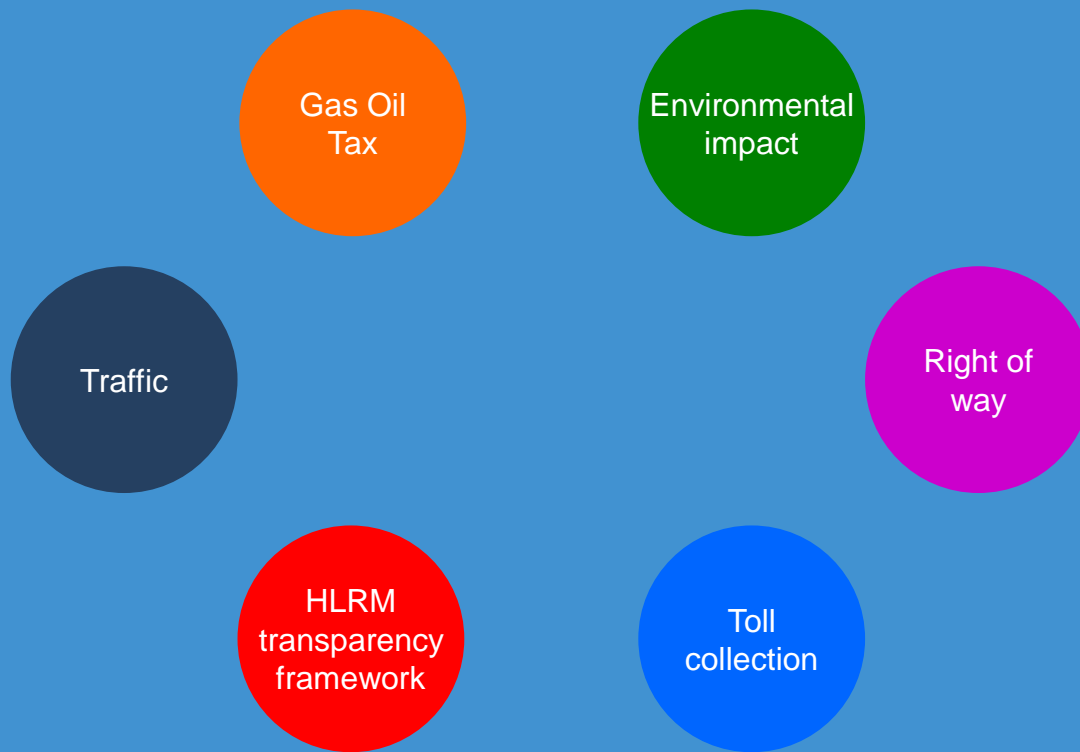 Gas Oil
Tax
Environmental
impact
Traffic
Right of
way
HLRM
transparency
framework
Toll
collection